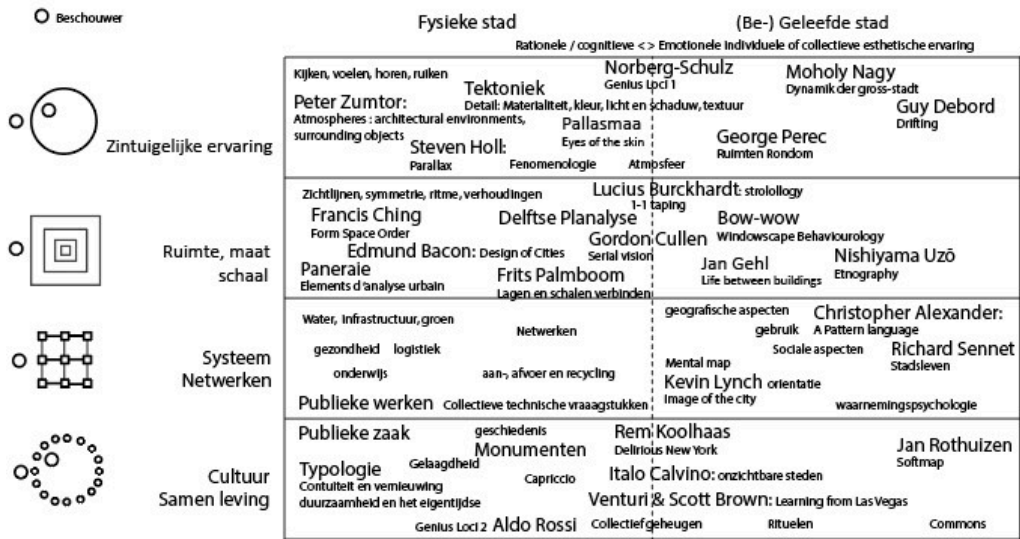 Beschouwer
Fysieke stad
(Be-) Geleefde stad
Rationele / cognitieve < > Emotionele individuele of collectieve esthetische ervaring
Zintuigelijke ervaring
Kijken, voelen, horen, ruiken
Tektoniek
Detail: Materialiteit, kleur, licht en schaduw, textuur
Norberg-Schulz
Genius Loci 1
Moholy Nagy
Dynamik der gross-stadt
Peter Zumtor:
Atmospheres : architectural environments,
surrounding objects
Pallasmaa
Eyes of the skin
Guy Debord
Drifting
George Perec
Ruimten Rondom
Steven Holl:
Parallax
Fenomenologie
Atmosfeer
Ruimte, maat
schaal
Zichtlijnen, symmetrie, ritme, verhoudingen
Lucius Burckhardt: strolollogy
1-1 taping
Francis Ching
Form Space Order
Delftse Planalyse
Bow-wow
Windowscape Behaviourology
Gordon Cullen
Serial vision
Edmund Bacon: Design of Cities
Nishiyama Uzō
Etnography
Jan Gehl
Life between buildings
Paneraie
Elements d'analyse urbain
Frits Palmboom
Lagen en schalen verbinden
Systeem
Netwerken
Water, infrastructuur, groen
Netwerken
geografische aspecten
Christopher Alexander:
A Pattern language
gebruik
gezondheid
logistiek
Sociale aspecten
Richard Sennet
Stadsleven
Mental map
onderwijs
aan-, afvoer en recycling
Kevin Lynch orientatie
Image of the city
waarnemingspsychologie
Publieke werken Collectieve technische vraaagstukken
Cultuur
Samen leving
Publieke zaak
geschiedenis
Monumenten
Rem Koolhaas
Delirious New York
Jan Rothuizen
Softmap
Gelaagdheid
Typologie
Contuiteit en vernieuwing
duurzaamheid en het eigentijdse
Capriccio
Italo Calvino: onzichtbare steden
Venturi & Scott Brown: Learning from Las Vegas
Genius Loci 2 Aldo Rossi
Collectief geheugen
Rituelen
Commons